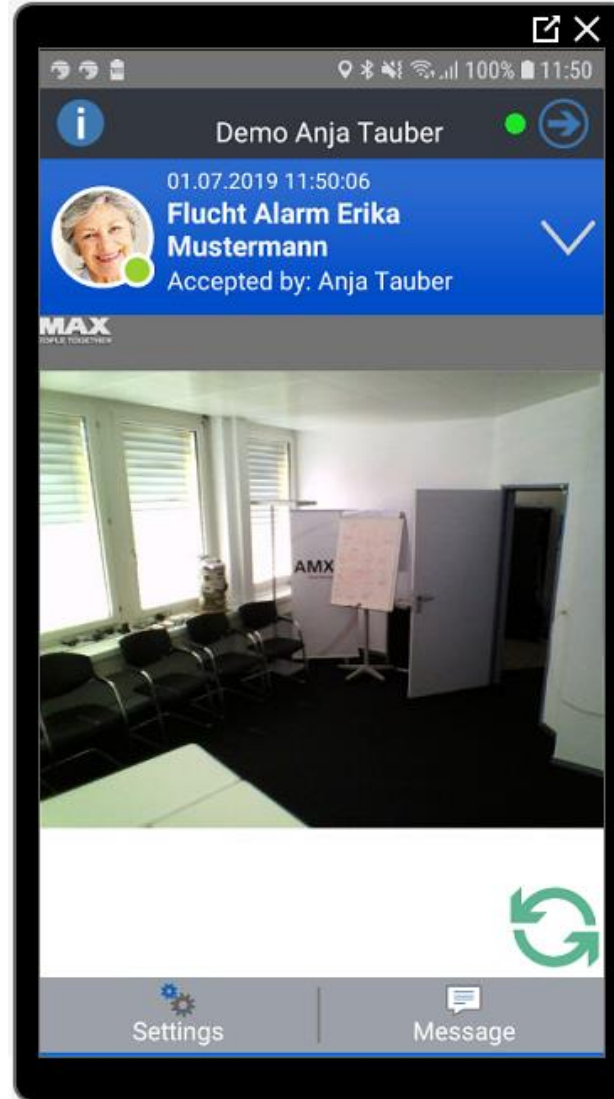 100% 11:50
Demo Anja Tauber
01.07.2019 11:50:06
Flucht Alarm Erika
Mustermann
Accepted by: Anja Tauber
MAX
AMX
Settings
Message